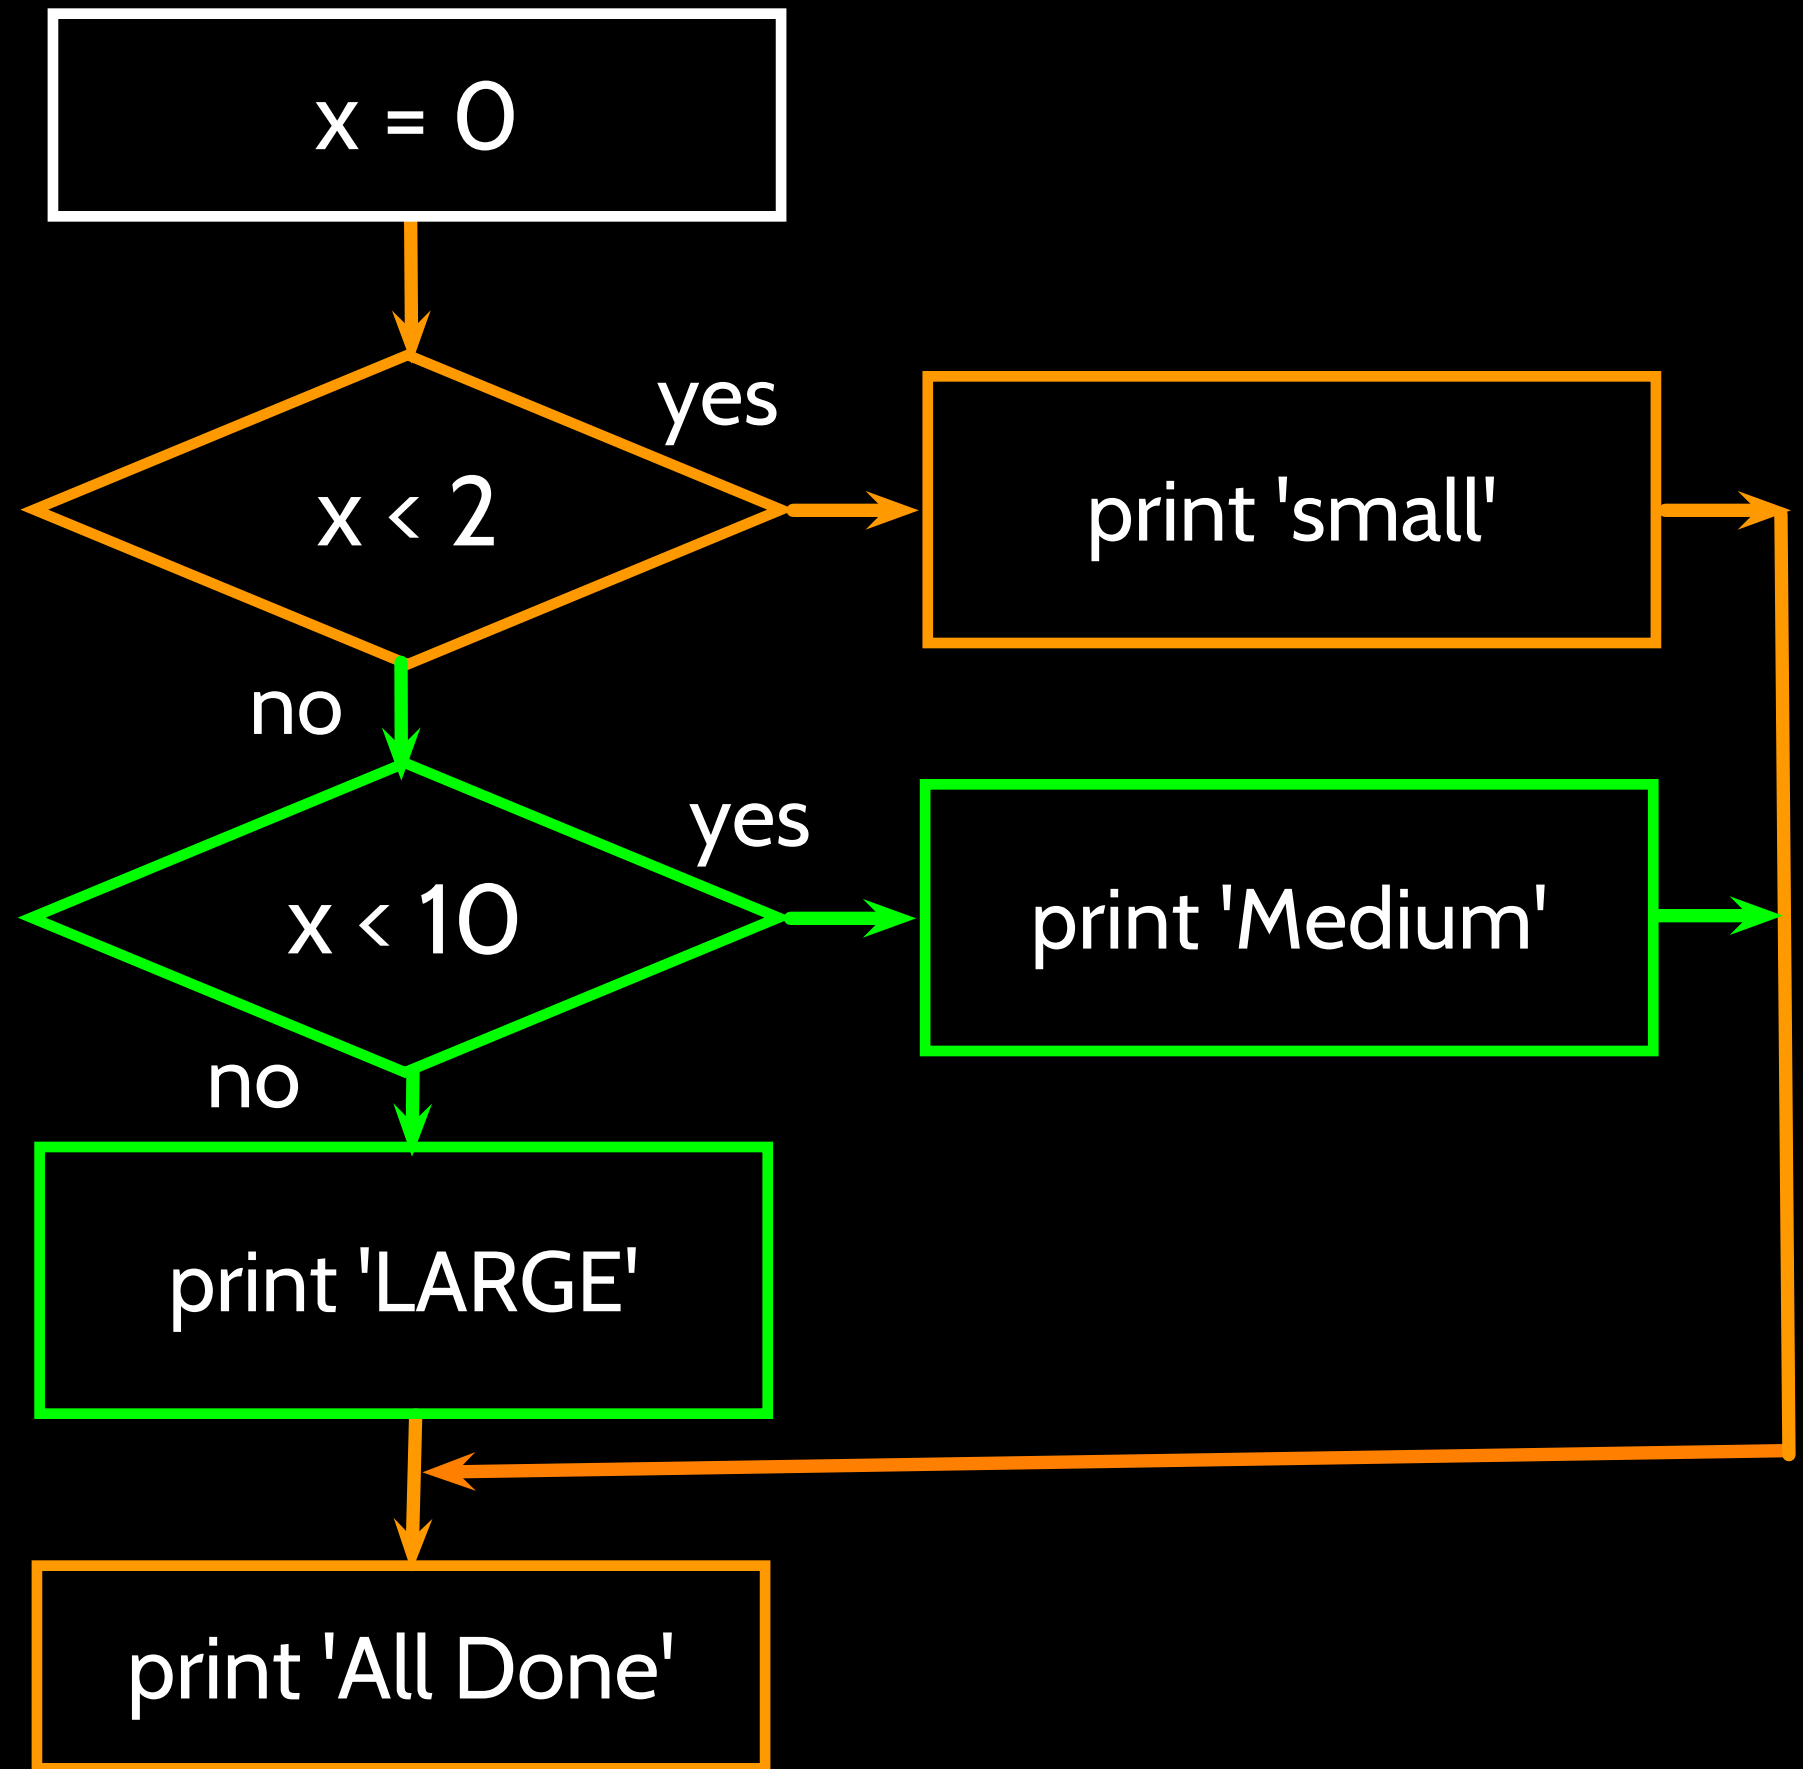 x = 0
yes
x < 2
print 'small'
no
yes
x < 10
print 'Medium'
no
print 'LARGE'
print 'All Done'